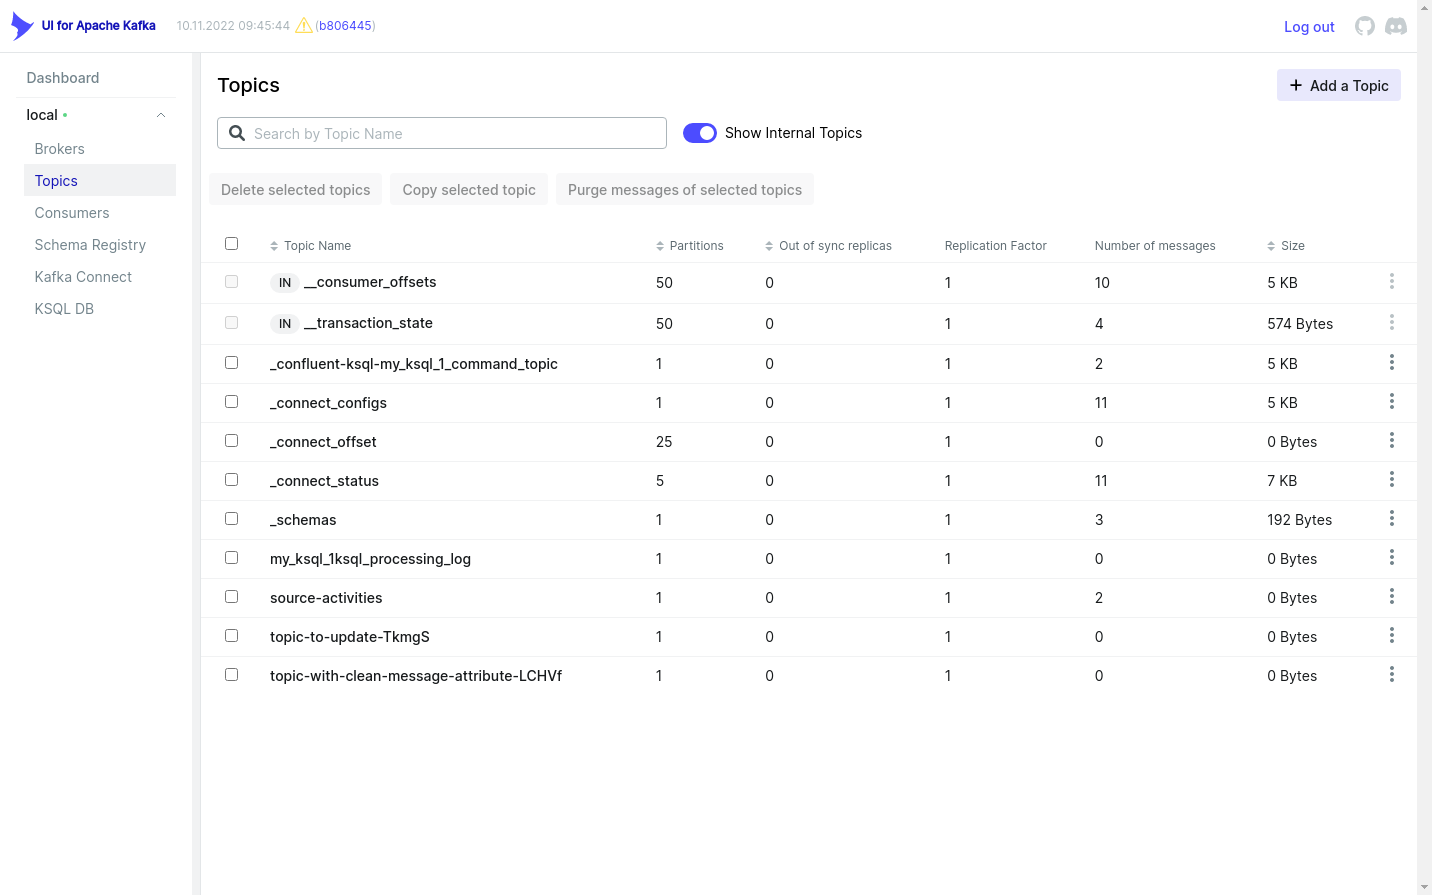 UI for Apache Kafka 10.11.2022 09:45:44 (b806445) Log out
Dashboard
local
Brokers
Topics
Consumers
Schema Registry
Kafka Connect
KSQL DB
Topics
Add a Topic
Search by Topic Name
Show Internal Topics
Delete selected topics Copy selected topic Purge messages of selected topics
Topic Name Partitions Out of sync replicas Replication Factor Number of messages Size
IN __consumer_offsets 50 0 1 10 5 KB
IN __transaction_state 50 0 1 4 574 Bytes
_confluent-ksql-my_ksql_1_command_topic 1 0 1 2 5 KB
_connect_configs 1 0 1 11 5 KB
_connect_offset 25 0 1 0 0 Bytes
_connect_status 5 0 1 11 7 KB
_schemas 1 0 1 3 192 Bytes
my_ksql_1ksql_processing_log 1 0 1 0 0 Bytes
source-activities 1 0 1 2 0 Bytes
topic-to-update-TkmgS 1 0 1 0 0 Bytes
topic-with-clean-message-attribute-LCHVf 1 0 1 0 0 Bytes